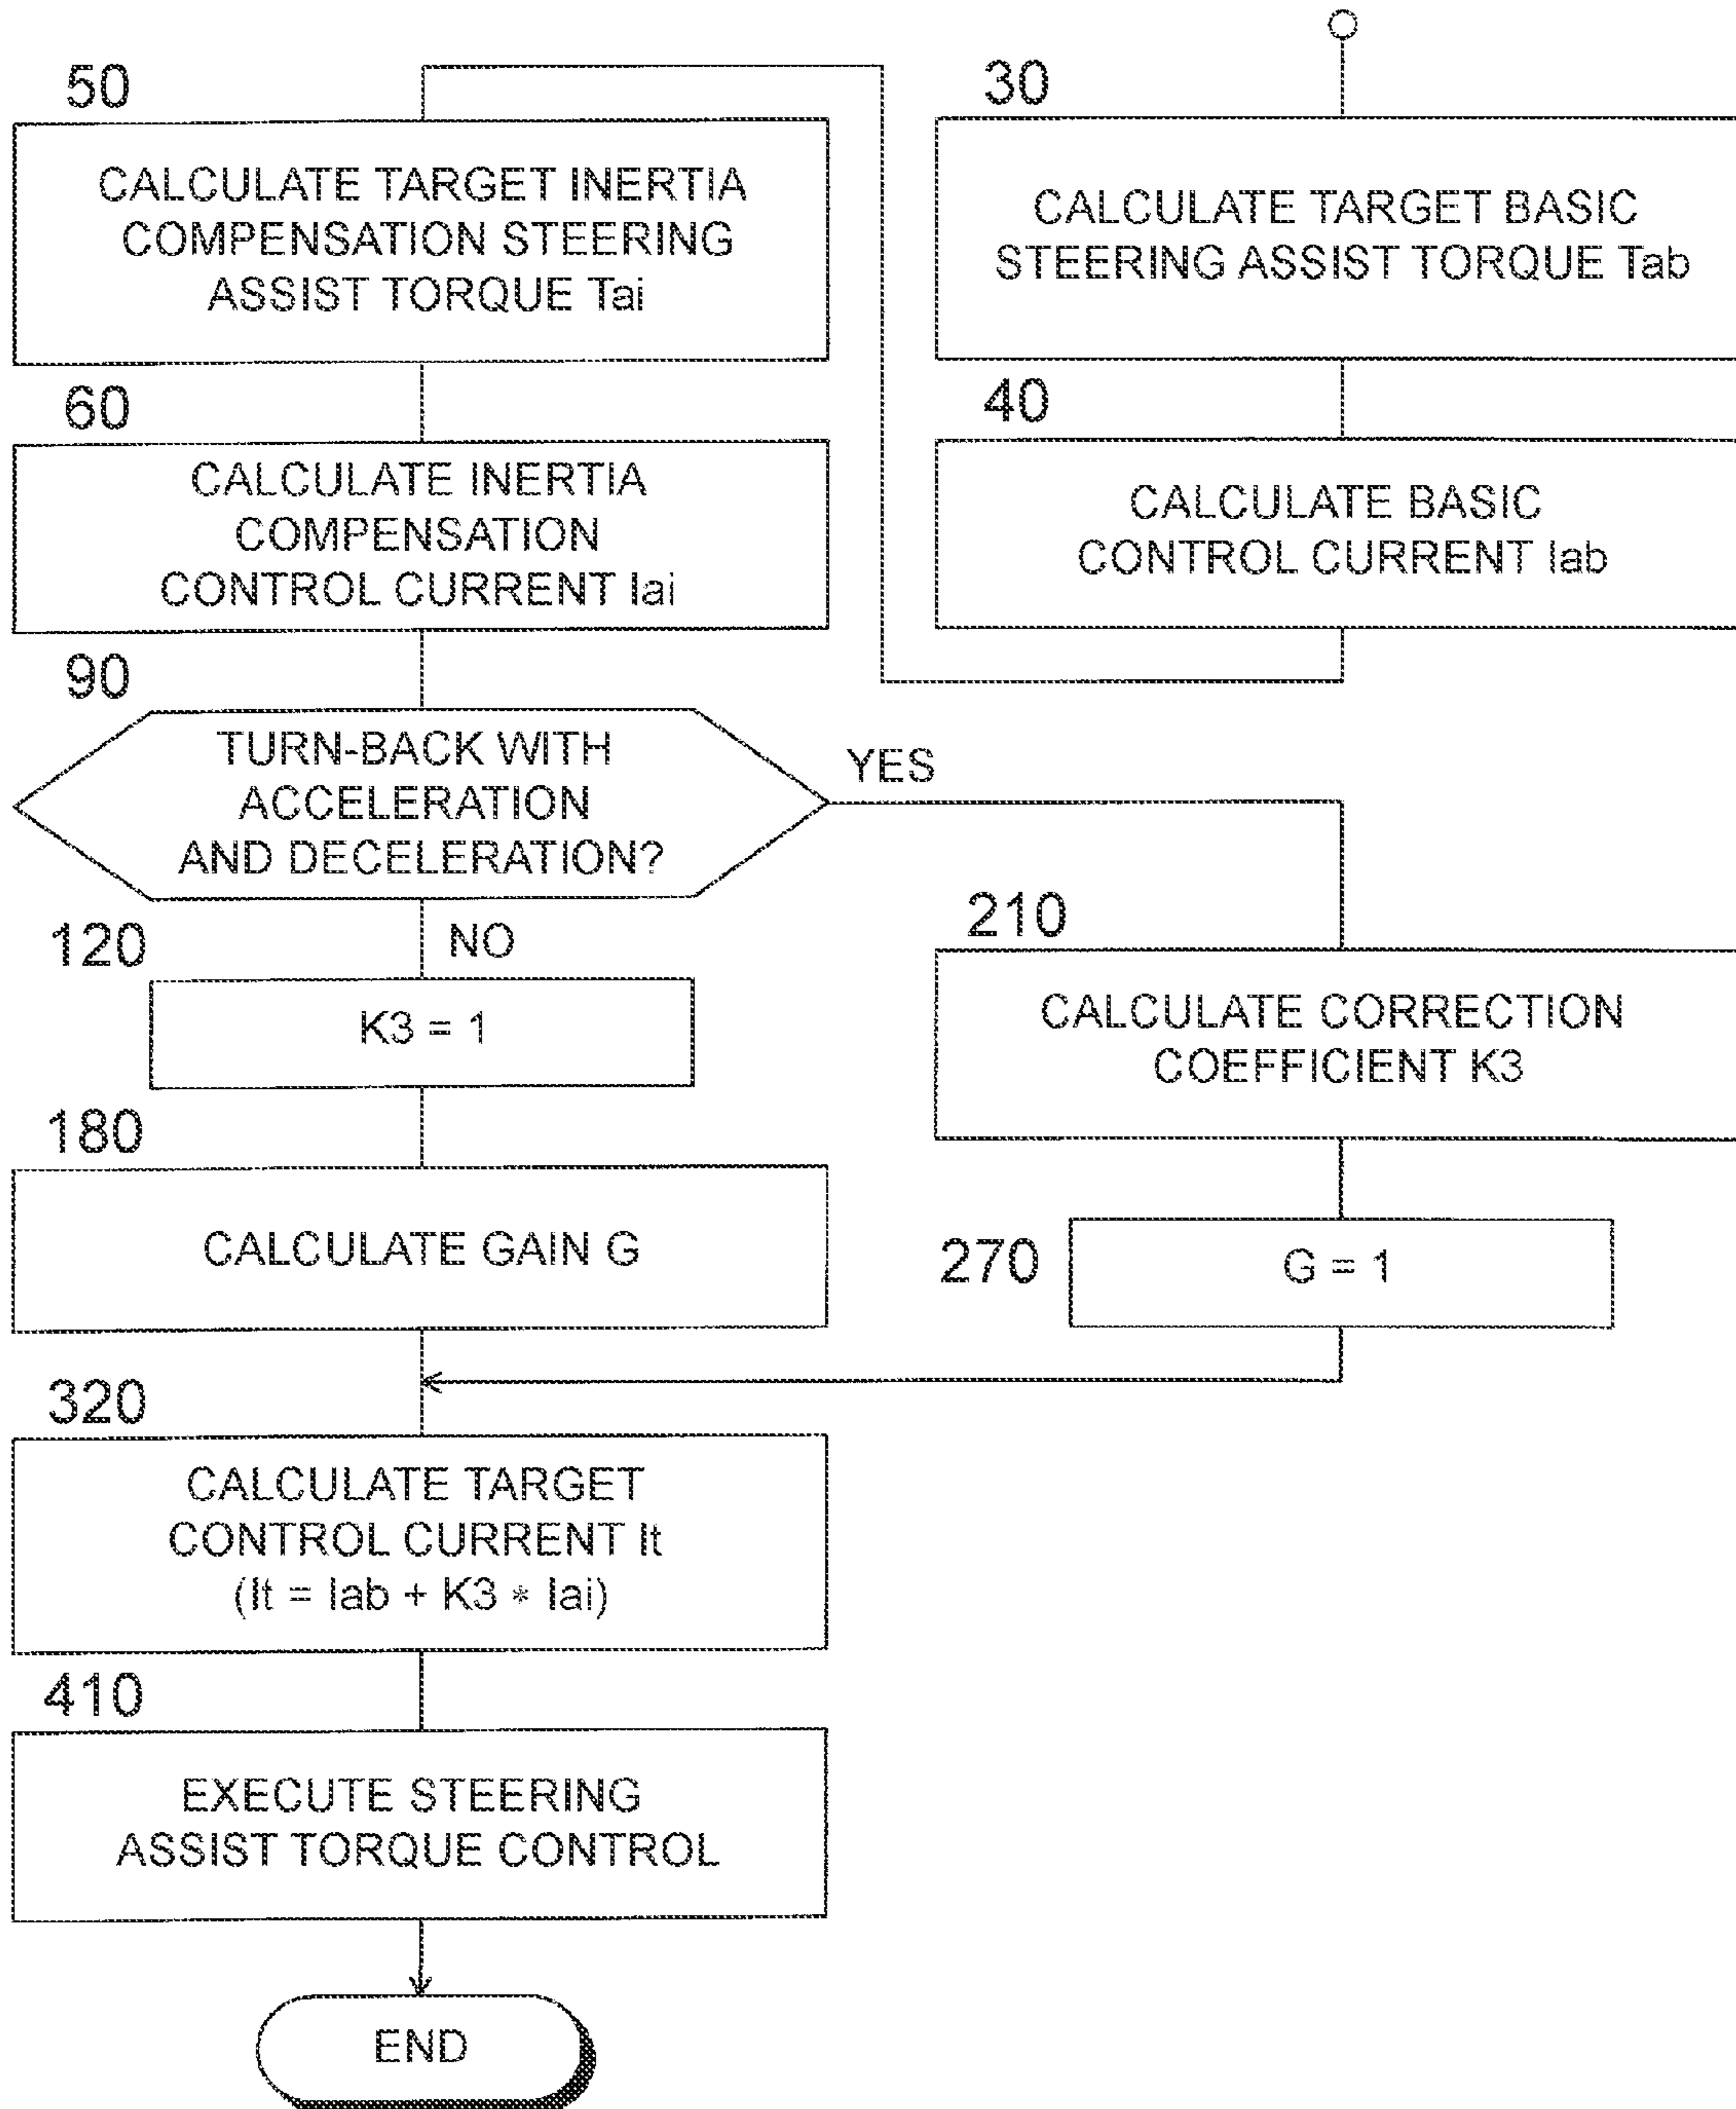 30
CALCULATE TARGET BASIC
STEERING ASSIST TORQUE Tab
40
CALCULATE BASIC
CONTROL CURRENT Iab
50
CALCULATE TARGET INERTIA
COMPENSATION STEERING
ASSIST TORQUE Tai
60
CALCULATE INERTIA
COMPENSATION
CONTROL CURRENT Iai
90
TURN-BACK WITH
ACCELERATION
AND DECELERATION?
YES
NO
120
K3 = 1
180
CALCULATE GAIN G
210
CALCULATE CORRECTION
COEFFICIENT K3
270
G = 1
320
CALCULATE TARGET
CONTROL CURRENT It
(It = Iab + K3 * Iai)
410
EXECUTE STEERING
ASSIST TORQUE CONTROL
END